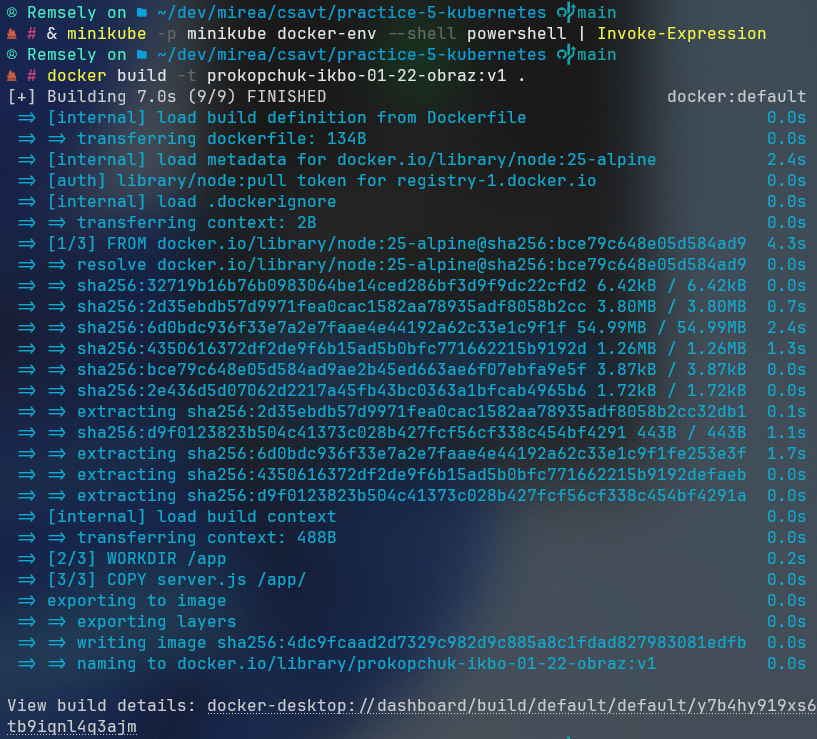 Remsely on ~/dev/mirea/csavt/practice-5-kubernetes main
# & minikube -p minikube docker-env --shell powershell | Invoke-Expression
Remsely on ~/dev/mirea/csavt/practice-5-kubernetes main
# docker build -t prokopchuk-ikbo-01-22-obraz:v1 .
[+] Building 7.0s (9/9) FINISHED docker:default
=> [internal] load build definition from Dockerfile 0.0s
=> => transferring dockerfile: 134B 0.0s
=> [internal] load metadata for docker.io/library/node:25-alpine 2.4s
=> [auth] library/node:pull token for registry-1.docker.io 0.0s
=> [internal] load .dockerignore 0.0s
=> => transferring context: 2B 0.0s
=> [1/3] FROM docker.io/library/node:25-alpine@sha256:bce79c648e05d584ad9 4.3s
=> => resolve docker.io/library/node:25-alpine@sha256:bce79c648e05d584ad9 0.0s
=> => sha256:32719b16b76b0983064be14ced286bf3d9f9dc22cfd2 6.42kB / 6.42kB 0.0s
=> => sha256:2d35ebdb57d9971fea0cac1582aa78935adf8058b2cc 3.80MB / 3.80MB 0.7s
=> => sha256:6d0bdc936f33e7a2e7faae4e44192a62c33e1c9f1f 54.99MB / 54.99MB 2.4s
=> => sha256:4350616372df2de9f6b15ad5b0bfc771662215b9192d 1.26MB / 1.26MB 1.3s
=> => sha256:bce79c648e05d584ad9ae2b45ed663ae6f07ebfa9e5f 3.87kB / 3.87kB 0.0s
=> => sha256:2e436d5d07062d2217a45fb43bc0363a1bfcab4965b6 1.72kB / 1.72kB 0.0s
=> => extracting sha256:2d35ebdb57d9971fea0cac1582aa78935adf8058b2cc32db1 0.1s
=> => sha256:d9f0123823b504c41373c028b427fcf56cf338c454bf4291 443B / 443B 1.1s
=> => extracting sha256:6d0bdc936f33e7a2e7faae4e44192a62c33e1c9f1fe253e3f 1.7s
=> => extracting sha256:4350616372df2de9f6b15ad5b0bfc771662215b9192defaeb 0.0s
=> => extracting sha256:d9f0123823b504c41373c028b427fcf56cf338c454bf4291a 0.0s
=> [internal] load build context 0.0s
=> => transferring context: 488B 0.0s
=> [2/3] WORKDIR /app 0.2s
=> [3/3] COPY server.js /app/ 0.0s
=> exporting to image 0.0s
=> => exporting layers 0.0s
=> => writing image sha256:4dc9fcaad2d7329c982d9c885a8c1fdad827983081edfb 0.0s
=> => naming to docker.io/library/prokopchuk-ikbo-01-22-obraz:v1 0.0s
View build details: docker-desktop://dashboard/build/default/default/y7b4hy919xs6
tb9iqnl4q3ajm